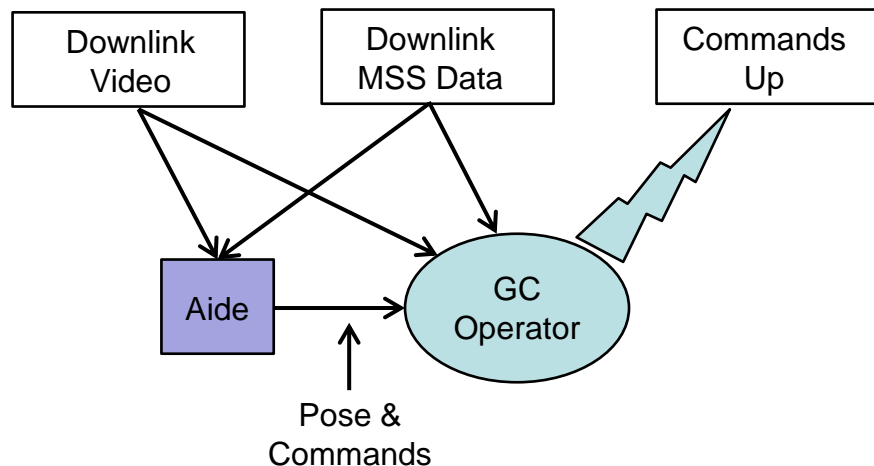 Downlink
Video
Downlink
MSS Data
Commands
Up
Aide
GC
Operator
Pose &
Commands